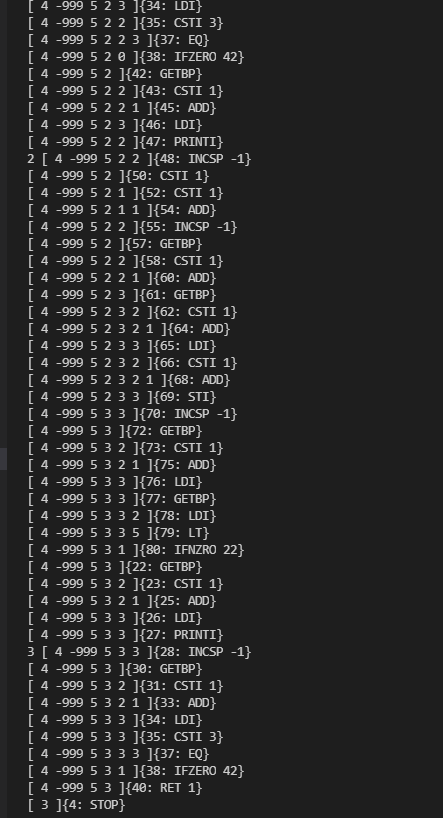 [ 4 -999 5 2 3 ]{34: LDI}
[ 4 -999 5 2 2 ]{35: CSTI 3}
[ 4 -999 5 2 2 3 ]{37: EQ}
[ 4 -999 5 2 0 ]{38: IFZERO 42}
[ 4 -999 5 2 ]{42: GETBP}
[ 4 -999 5 2 2 ]{43: CSTI 1}
[ 4 -999 5 2 2 1 ]{45: ADD}
[ 4 -999 5 2 3 ]{46: LDI}
[ 4 -999 5 2 2 ]{47: PRINTI}
2 [ 4 -999 5 2 2 ]{48: INCSP -1}
[ 4 -999 5 2 ]{50: CSTI 1}
[ 4 -999 5 2 1 ]{52: CSTI 1}
[ 4 -999 5 2 1 1 ]{54: ADD}
[ 4 -999 5 2 2 ]{55: INCSP -1}
[ 4 -999 5 2 ]{57: GETBP}
[ 4 -999 5 2 2 ]{58: CSTI 1}
[ 4 -999 5 2 2 1 ]{60: ADD}
[ 4 -999 5 2 3 ]{61: GETBP}
[ 4 -999 5 2 3 2 ]{62: CSTI 1}
[ 4 -999 5 2 3 2 1 ]{64: ADD}
[ 4 -999 5 2 3 3 ]{65: LDI}
[ 4 -999 5 2 3 2 ]{66: CSTI 1}
[ 4 -999 5 2 3 2 1 ]{68: ADD}
[ 4 -999 5 2 3 3 ]{69: STI}
[ 4 -999 5 3 3 ]{70: INCSP -1}
[ 4 -999 5 3 ]{72: GETBP}
[ 4 -999 5 3 2 ]{73: CSTI 1}
[ 4 -999 5 3 2 1 ]{75: ADD}
[ 4 -999 5 3 3 ]{76: LDI}
[ 4 -999 5 3 3 ]{77: GETBP}
[ 4 -999 5 3 3 2 ]{78: LDI}
[ 4 -999 5 3 3 5 ]{79: LT}
[ 4 -999 5 3 1 ]{80: IFNZRO 22}
[ 4 -999 5 3 ]{22: GETBP}
[ 4 -999 5 3 2 ]{23: CSTI 1}
[ 4 -999 5 3 2 1 ]{25: ADD}
[ 4 -999 5 3 3 ]{26: LDI}
[ 4 -999 5 3 3 ]{27: PRINTI}
3 [ 4 -999 5 3 3 ]{28: INCSP -1}
[ 4 -999 5 3 ]{30: GETBP}
[ 4 -999 5 3 2 ]{31: CSTI 1}
[ 4 -999 5 3 2 1 ]{33: ADD}
[ 4 -999 5 3 3 ]{34: LDI}
[ 4 -999 5 3 3 ]{35: CSTI 3}
[ 4 -999 5 3 3 3 ]{37: EQ}
[ 4 -999 5 3 1 ]{38: IFZERO 42}
[ 4 -999 5 3 ]{40: RET 1}
[ 3 ]{4: STOP}